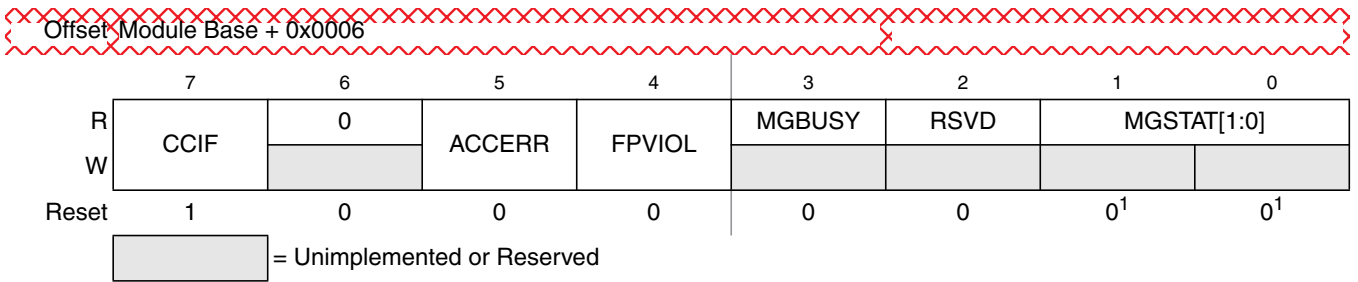 Offset Module Base + 0x0006
7 6 5 4 3 2 1 0
R CCIF 0 ACCERR FPVIOL MGBUSY RSVD MGSTAT[1:0]
W
Reset 1 0 0 0 0 0 0¹ 0¹
= Unimplemented or Reserved